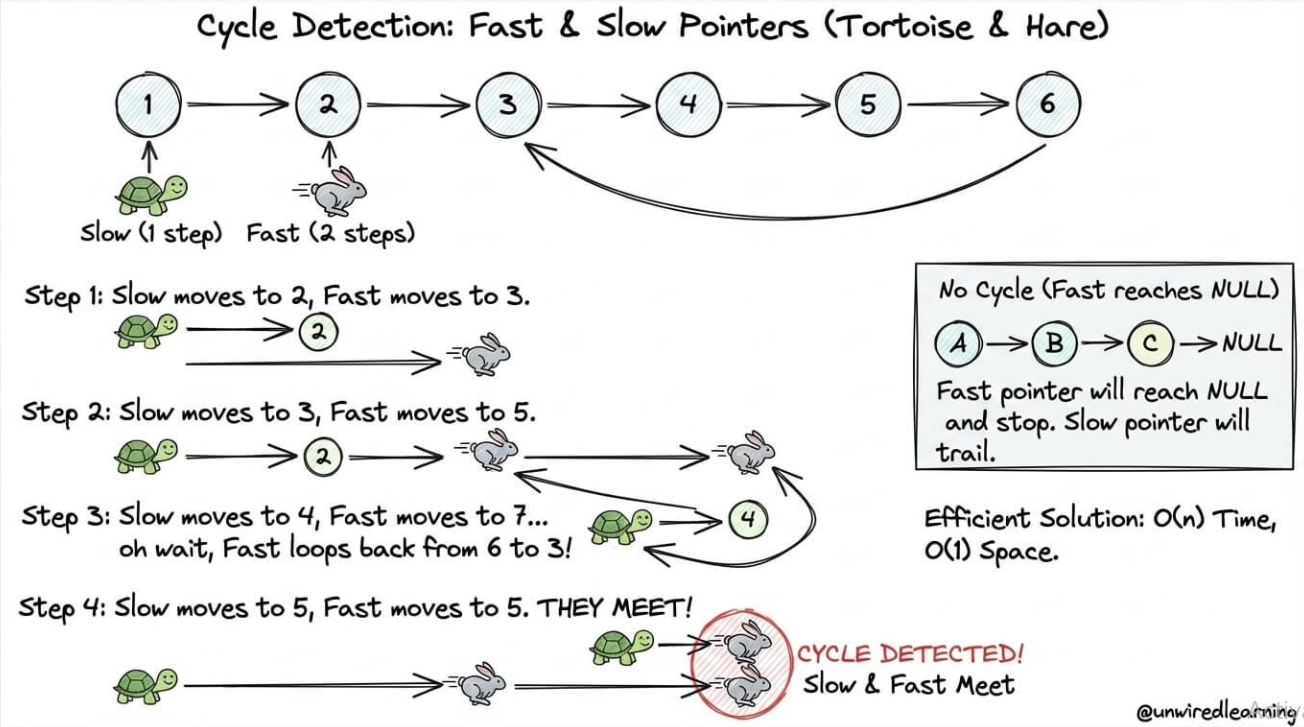 Cycle Detection: Fast & Slow Pointers (Tortoise & Hare)
1
2
3
4
5
6
Slow (1 step)
Fast (2 steps)
Step 1: Slow moves to 2, Fast moves to 3.
2
Step 2: Slow moves to 3, Fast moves to 5.
2
Step 3: Slow moves to 4, Fast moves to 7...
oh wait, Fast loops back from 6 to 3!
4
Step 4: Slow moves to 5, Fast moves to 5. THEY MEET!
CYCLE DETECTED!
Slow & Fast Meet
No Cycle (Fast reaches NULL)
A
B
C
NULL
Fast pointer will reach NULL
and stop. Slow pointer will
trail.
Efficient Solution: O(n) Time,
O(1) Space.
@unwiredlearning